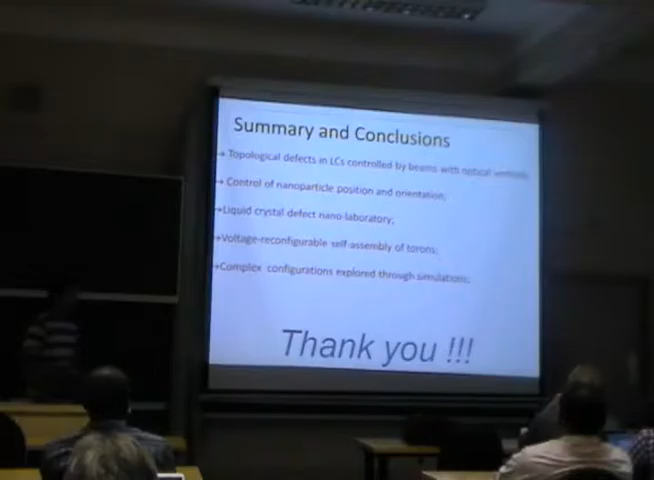 Summary and Conclusions
→ Topological defects in LCs controlled by beams with optical vortices;
→ Control of nanoparticle position and orientation;
→Liquid crystal defect nano-laboratory;
→Voltage-reconfigurable self-assembly of torons;
→Complex configurations explored through simulations;
Thank you !!!